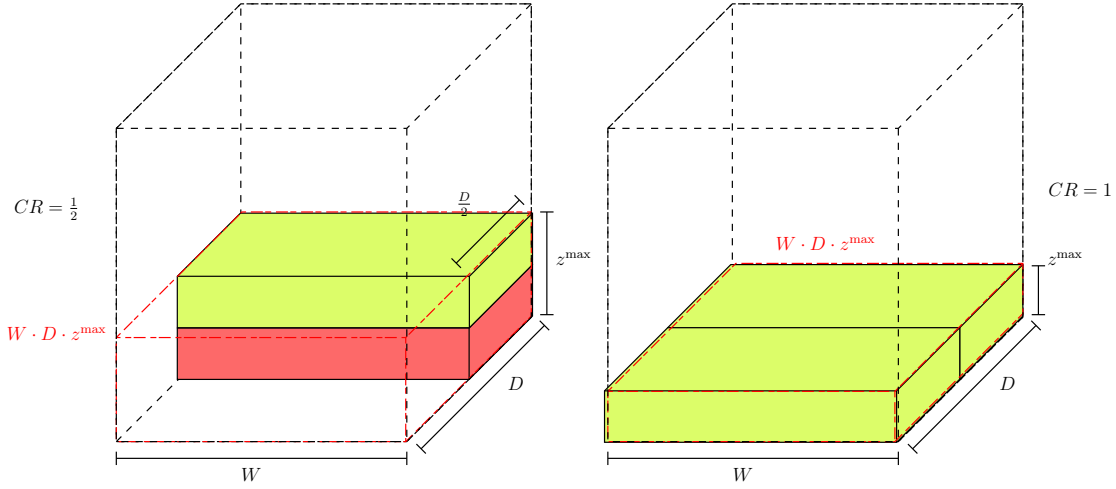 CR = 1/2
D/2
z^max
W · D · z^max
D
W
CR = 1
W · D · z^max
z^max
D
W